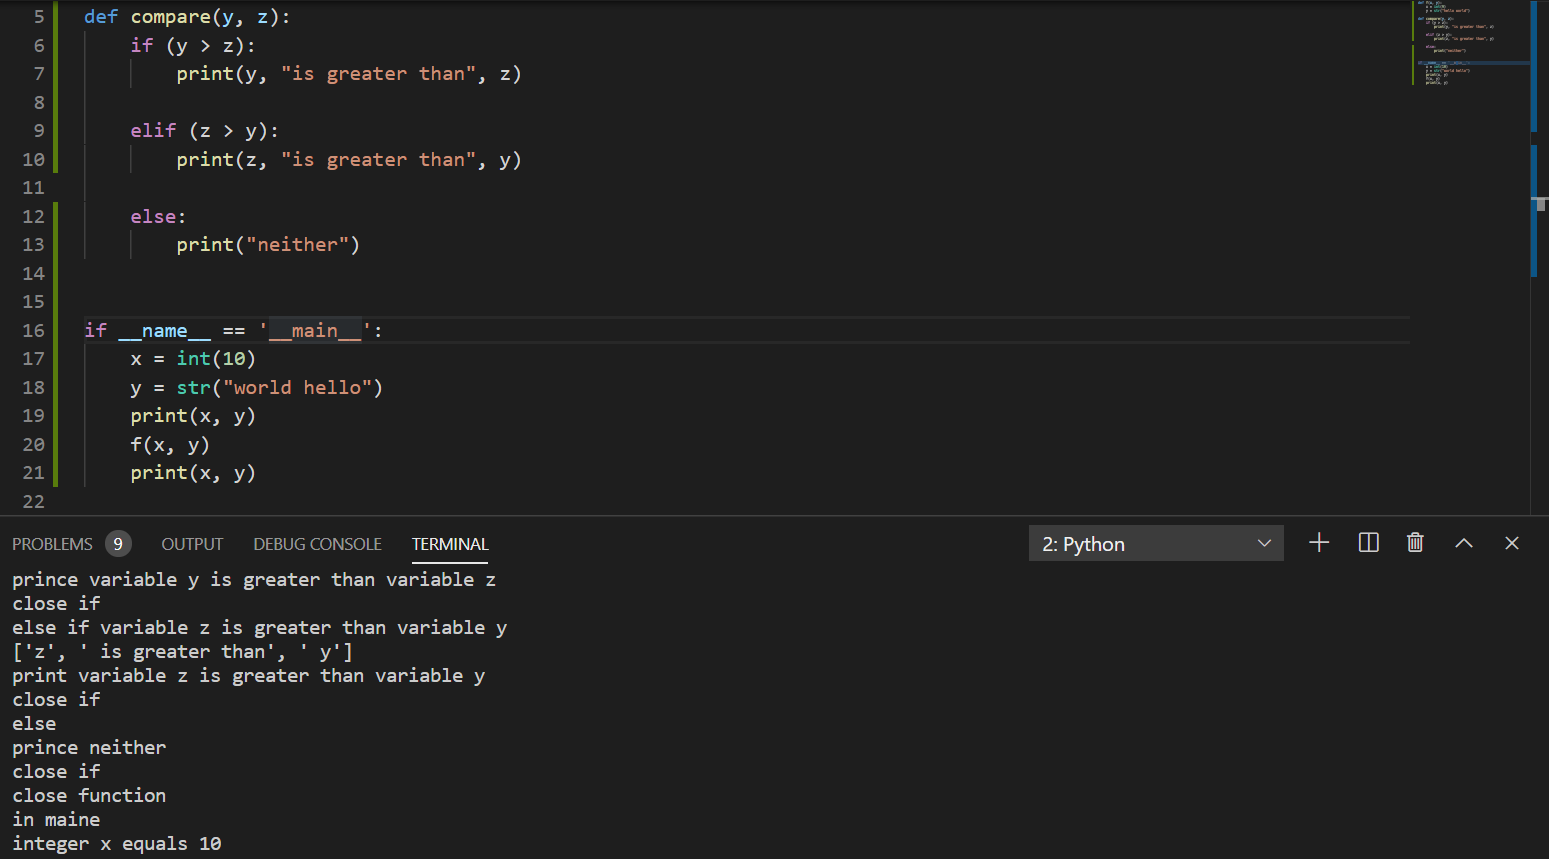 5 def compare(y, z):
6 if (y > z):
7 print(y, "is greater than", z)
8
9 elif (z > y):
10 print(z, "is greater than", y)
11
12 else:
13 print("neither")
14
15
16 if __name__ == '__main__':
17 x = int(10)
18 y = str("world hello")
19 print(x, y)
20 f(x, y)
21 print(x, y)
22
PROBLEMS 9 OUTPUT DEBUG CONSOLE TERMINAL 2: Python
prince variable y is greater than variable z
close if
else if variable z is greater than variable y
['z', ' is greater than', ' y']
print variable z is greater than variable y
close if
else
prince neither
close if
close function
in maine
integer x equals 10